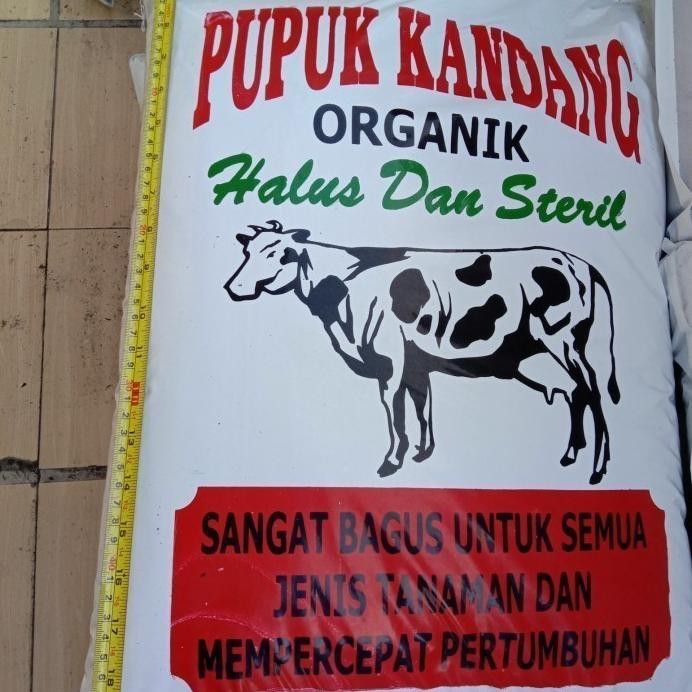 PUPUK KANDANG
ORGANIK
Halus Dan Steril
SANGAT BAGUS UNTUK SEMUA
JENIS TANAMAN DAN
MEMPERCEPAT PERTUMBUHAN